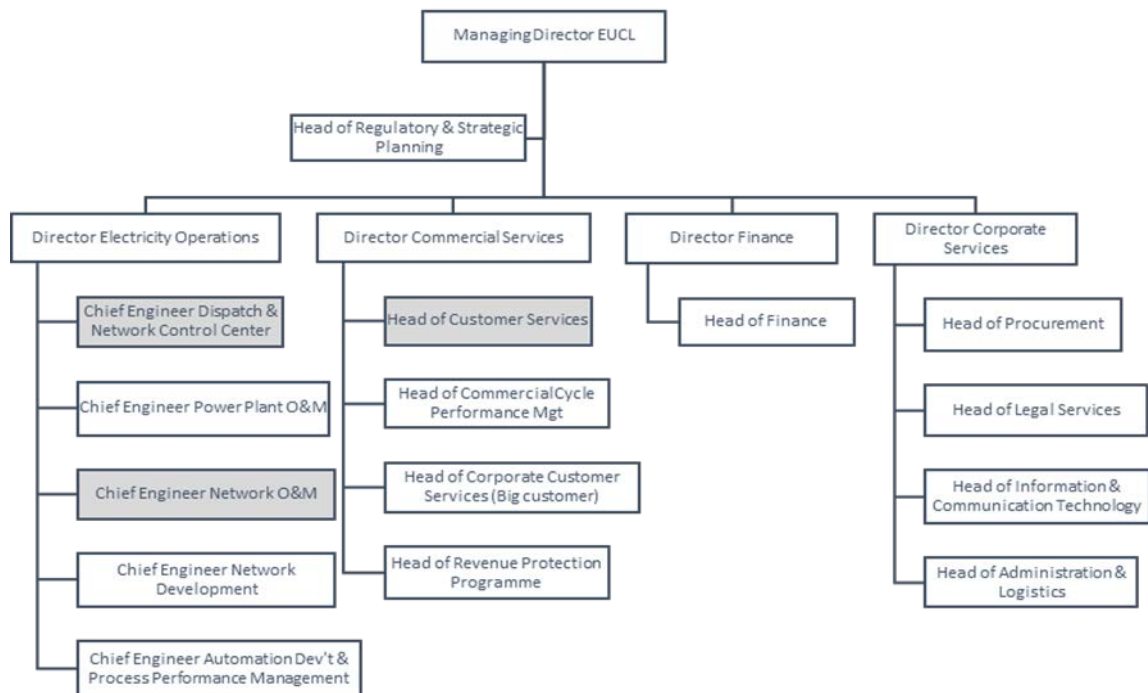 Managing Director EUCL
Head of Regulatory & Strategic
Planning
Director Electricity Operations
Chief Engineer Dispatch &
Network Control Center
Chief Engineer Power Plant O&M
Chief Engineer Network O&M
Chief Engineer Network
Development
Chief Engineer Automation Dev't &
Process Performance Management
Director Commercial Services
Head of Customer Services
Head of Commercial Cycle
Performance Mgt
Head of Corporate Customer
Services (Big customer)
Head of Revenue Protection
Programme
Director Finance
Head of Finance
Director Corporate
Services
Head of Procurement
Head of Legal Services
Head of Information &
Communication Technology
Head of Administration &
Logistics